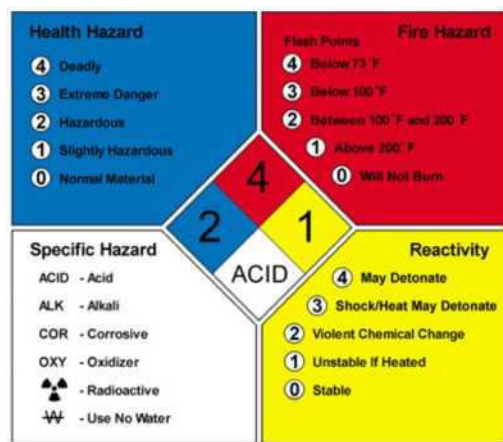 Health Hazard
4 Deadly
3 Extreme Danger
2 Hazardous
1 Slightly Hazardous
0 Normal Material
Fire Hazard
Flash Points
4 Below 73°F
3 Below 100°F
2 Between 100°F and 200°F
1 Above 200°F
0 Will Not Burn
4
2
1
ACID
Specific Hazard
ACID - Acid
ALK - Alkali
COR - Corrosive
OXY - Oxidizer
- Radioactive
W - Use No Water
Reactivity
4 May Detonate
3 Shock/Heat May Detonate
2 Violent Chemical Change
1 Unstable If Heated
0 Stable